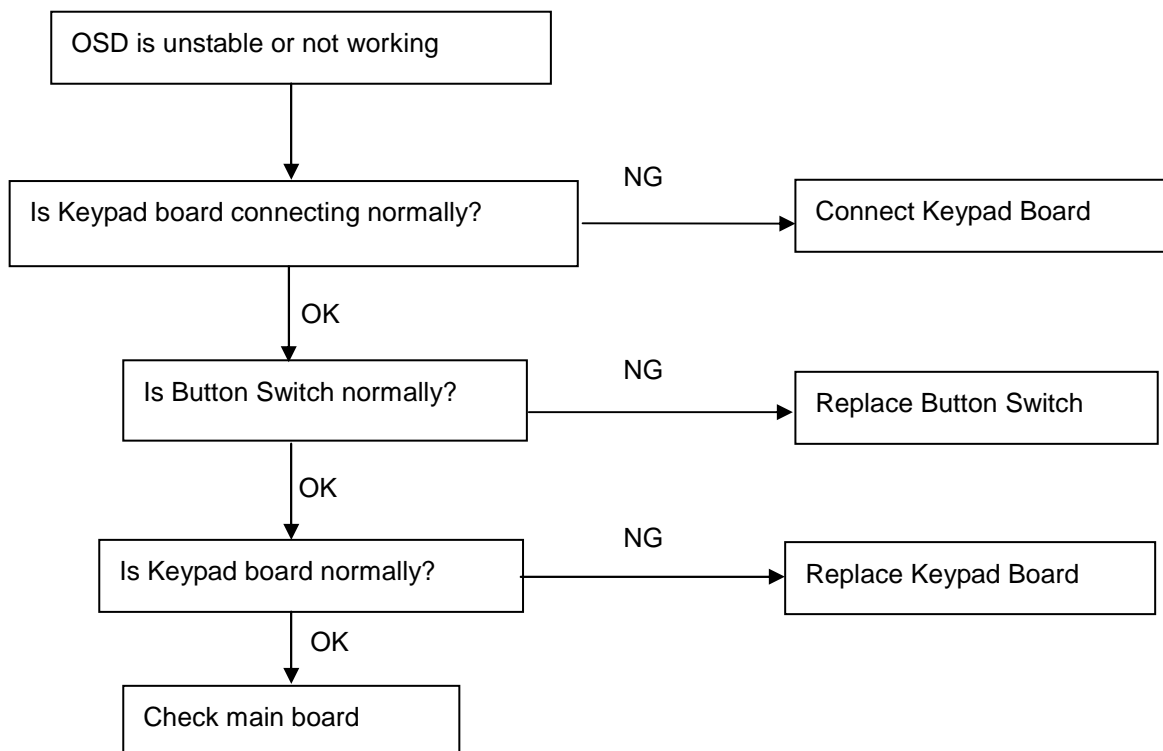 OSD is unstable or not working
NG
Is Keypad board connecting normally?
Connect Keypad Board
OK
NG
Is Button Switch normally?
Replace Button Switch
OK
NG
Is Keypad board normally?
Replace Keypad Board
OK
Check main board